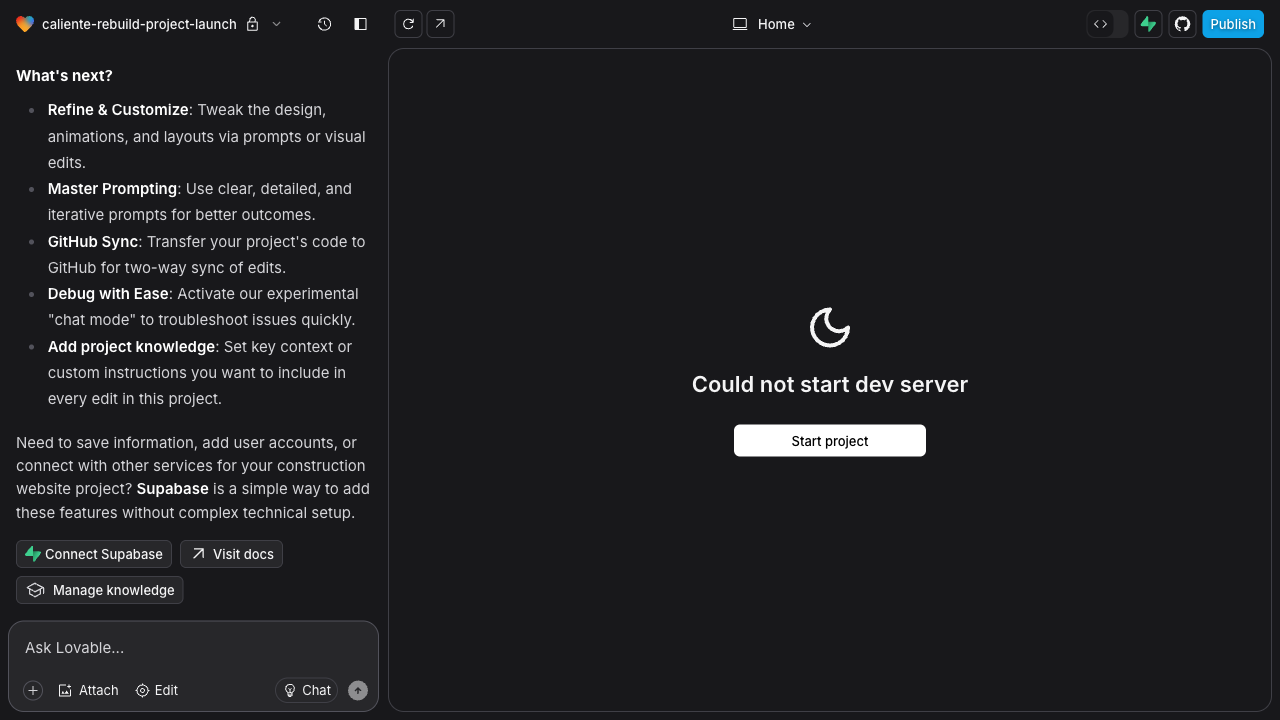 caliente-rebuild-project-launch
Home
Publish
What's next?
Refine & Customize: Tweak the design,
animations, and layouts via prompts or visual
edits.
Master Prompting: Use clear, detailed, and
iterative prompts for better outcomes.
GitHub Sync: Transfer your project's code to
GitHub for two-way sync of edits.
Debug with Ease: Activate our experimental
"chat mode" to troubleshoot issues quickly.
Add project knowledge: Set key context or
custom instructions you want to include in
every edit in this project.
Need to save information, add user accounts, or
connect with other services for your construction
website project? Supabase is a simple way to add
these features without complex technical setup.
Connect Supabase
Visit docs
Manage knowledge
Ask Lovable...
Attach
Edit
Chat
Could not start dev server
Start project